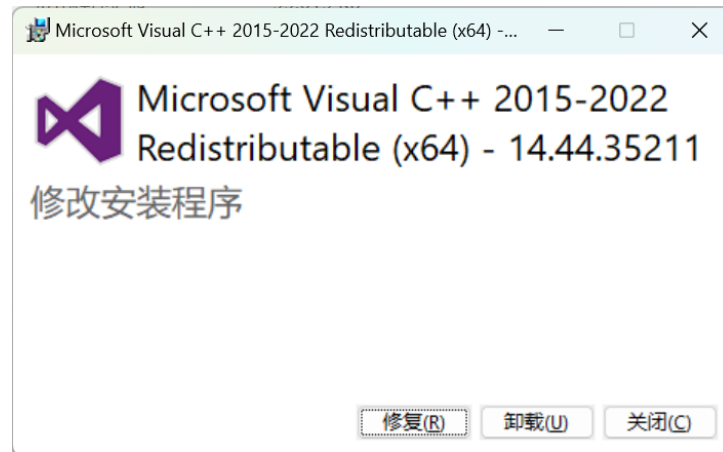 Microsoft Visual C++ 2015-2022 Redistributable (x64) -...
Microsoft Visual C++ 2015-2022
Redistributable (x64) - 14.44.35211
修改安装程序
修复(R) 卸载(U) 关闭(C)